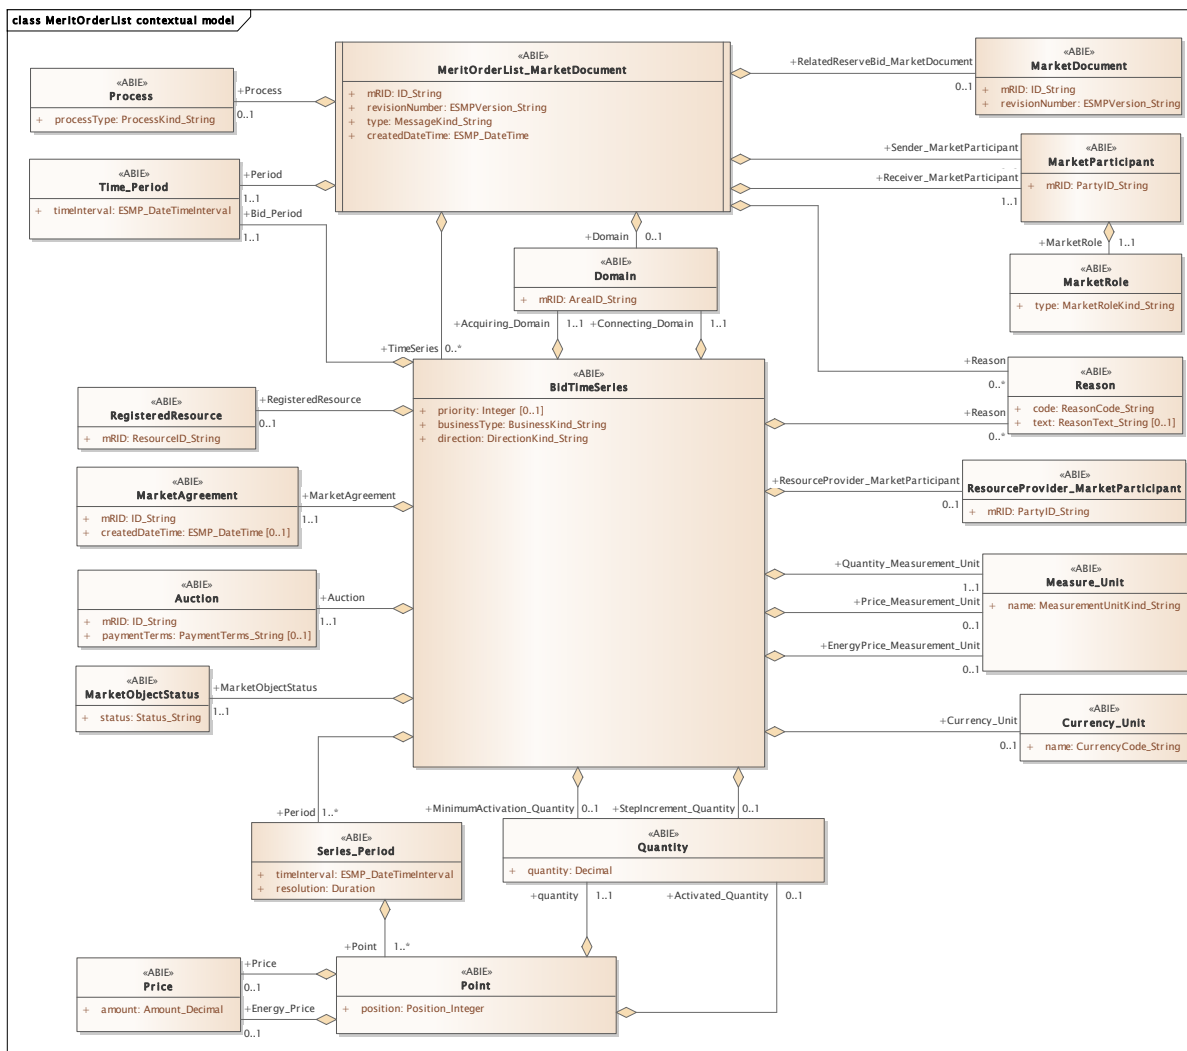 class MeritOrderList contextual model
«ABIE»
MeritOrderList_MarketDocument
+ mRID: ID_String
+ revisionNumber: ESMPVersion_String
+ type: MessageKind_String
+ createdDateTime: ESMP_DateTime
«ABIE»
Process
+ processType: ProcessKind_String
+Process
0..1
+RelatedReserveBid_MarketDocument
0..1
«ABIE»
MarketDocument
+ mRID: ID_String
+ revisionNumber: ESMPVersion_String
«ABIE»
Time_Period
+ timeInterval: ESMP_DateTimeInterval
+Period
1..1
+Bid_Period
1..1
+Sender_MarketParticipant
+Receiver_MarketParticipant
1..1
«ABIE»
MarketParticipant
+ mRID: PartyID_String
+MarketRole 1..1
«ABIE»
MarketRole
+ type: MarketRoleKind_String
+Domain 0..1
«ABIE»
Domain
+ mRID: AreaID_String
+Acquiring_Domain 1..1
+Connecting_Domain 1..1
+TimeSeries 0..*
«ABIE»
BidTimeSeries
+ priority: Integer [0..1]
+ businessType: BusinessKind_String
+ direction: DirectionKind_String
+Reason
0..*
+Reason
0..*
«ABIE»
Reason
+ code: ReasonCode_String
+ text: ReasonText_String [0..1]
«ABIE»
RegisteredResource
+ mRID: ResourceID_String
+RegisteredResource
0..1
«ABIE»
MarketAgreement
+ mRID: ID_String
+ createdDateTime: ESMP_DateTime [0..1]
+MarketAgreement
1..1
+ResourceProvider_MarketParticipant
0..1
«ABIE»
ResourceProvider_MarketParticipant
+ mRID: PartyID_String
«ABIE»
Auction
+ mRID: ID_String
+ paymentTerms: PaymentTerms_String [0..1]
+Auction
1..1
+Quantity_Measurement_Unit
1..1
+Price_Measurement_Unit
0..1
+EnergyPrice_Measurement_Unit
0..1
«ABIE»
Measure_Unit
+ name: MeasurementUnitKind_String
«ABIE»
MarketObjectStatus
+ status: Status_String
+MarketObjectStatus
1..1
+Currency_Unit
0..1
«ABIE»
Currency_Unit
+ name: CurrencyCode_String
+Period 1..*
+MinimumActivation_Quantity 0..1
+StepIncrement_Quantity 0..1
«ABIE»
Series_Period
+ timeInterval: ESMP_DateTimeInterval
+ resolution: Duration
«ABIE»
Quantity
+ quantity: Decimal
+quantity 1..1
+Activated_Quantity 0..1
+Point 1..*
«ABIE»
Price
+ amount: Amount_Decimal
+Price
0..1
+Energy_Price
0..1
«ABIE»
Point
+ position: Position_Integer